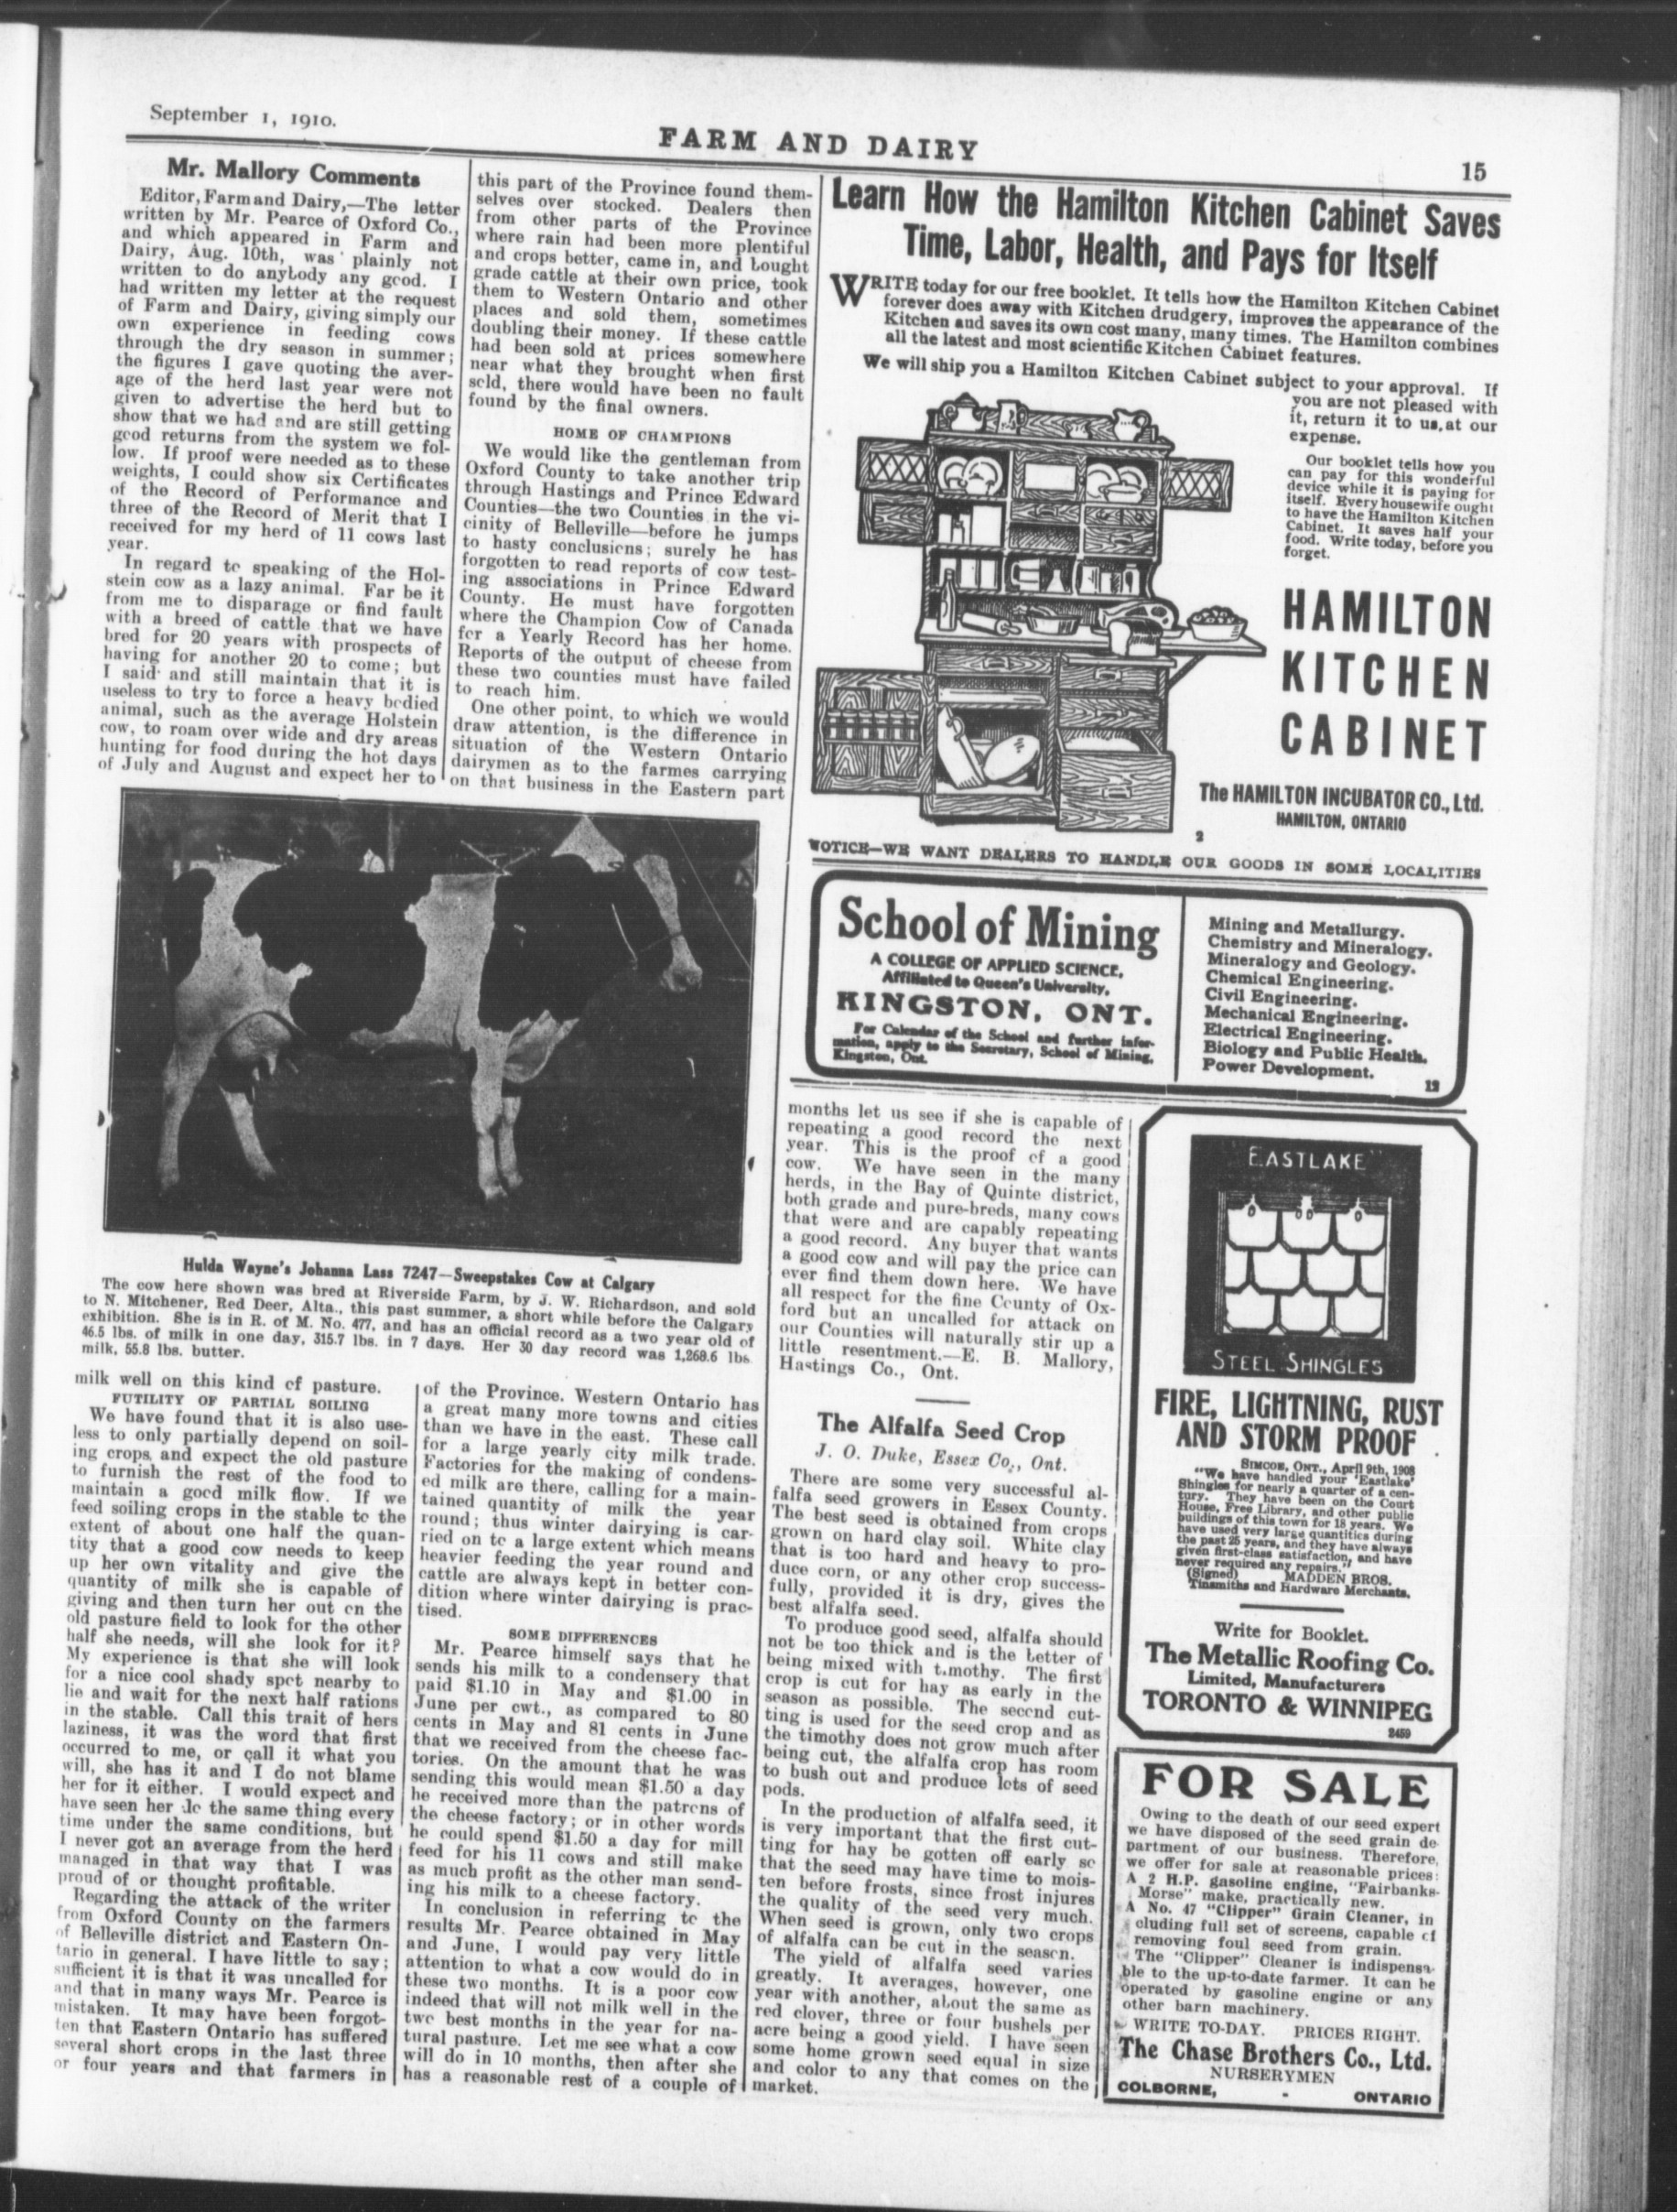 September 1, 1910.
FARM AND DAIRY
15
Mr. Mallory Comments
Editor, Farm and Dairy,—The letter
written by Mr. Pearce of Oxford Co.,
and which appeared in Farm and
Dairy, Aug. 10th, was plainly not
written to do anybody any good. I
had written my letter at the request
of Farm and Dairy, giving simply our
own experience in feeding cows
through the dry season in summer;
the figures I gave quoting the aver-
age of the herd last year were not
given to advertise the herd but to
show that we had and are still getting
good returns from the system we fol-
low. If proof were needed as to these
weights, I could show six Certificates
of the Record of Performance and
three of the Record of Merit that I
received for my herd of 11 cows last
year.
In regard to speaking of the Hol-
stein cow as a lazy animal. Far be it
from me to disparage or find fault
with a breed of cattle that we have
bred for 20 years with prospects of
having for another 20 to come; but
I said and still maintain that it is
useless to try to force a heavy bodied
animal, such as the average Holstein
cow, to roam over wide and dry areas
hunting for food during the hot days
of July and August and expect her to
this part of the Province found them-
selves over stocked. Dealers then
from other parts of the Province
where rain had been more plentiful
and crops better, came in, and bought
grade cattle at their own price, took
them to Western Ontario and other
places and sold them, sometimes
doubling their money. If these cattle
had been sold at prices somewhere
near what they brought when first
sold, there would have been no fault
found by the final owners.
HOME OF CHAMPIONS
We would like the gentleman from
Oxford County to take another trip
through Hastings and Prince Edward
Counties—the two Counties in the vi-
cinity of Belleville—before he jumps
to hasty conclusions; surely he has
forgotten to read reports of cow test-
ing associations in Prince Edward
County. He must have forgotten
where the Champion Cow of Canada
for a Yearly Record has her home.
Reports of the output of cheese from
these two counties must have failed
to reach him.
One other point, to which we would
draw attention, is the difference in
situation of the Western Ontario
dairymen as to the farmes carrying
on that business in the Eastern part
Hulda Wayne's Johanna Lass 7247—Sweepstakes Cow at Calgary
The cow here shown was bred at Riverside Farm, by J. W. Richardson, and sold
to N. Mitchener, Red Deer, Alta., this past summer, a short while before the Calgary
exhibition. She is in R. of M. No. 477, and has an official record as a two year old of
46.5 lbs. of milk in one day, 315.7 lbs. in 7 days. Her 30 day record was 1,268.6 lbs
milk, 55.8 lbs. butter.
milk well on this kind of pasture.
FUTILITY OF PARTIAL SOILING
We have found that it is also use-
less to only partially depend on soil-
ing crops, and expect the old pasture
to furnish the rest of the food to
maintain a good milk flow. If we
feed soiling crops in the stable to the
extent of about one half the quan-
tity that a good cow needs to keep
up her own vitality and give the
quantity of milk she is capable of
giving and then turn her out on the
old pasture field to look for the other
half she needs, will she look for it?
My experience is that she will look
for a nice cool shady spot nearby to
lie and wait for the next half rations
in the stable. Call this trait of hers
laziness, it was the word that first
occurred to me, or call it what you
will, she has it and I do not blame
her for it either. I would expect and
have seen her do the same thing every
time under the same conditions, but
I never got an average from the herd
managed in that way that I was
proud of or thought profitable.
Regarding the attack of the writer
from Oxford County on the farmers
of Belleville district and Eastern On-
tario in general. I have little to say;
sufficient it is that it was uncalled for
and that in many ways Mr. Pearce is
mistaken. It may have been forgot-
ten that Eastern Ontario has suffered
several short crops in the last three
or four years and that farmers in
of the Province. Western Ontario has
a great many more towns and cities
than we have in the east. These call
for a large yearly city milk trade.
Factories for the making of condens-
ed milk are there, calling for a main-
tained quantity of milk the year
round; thus winter dairying is car-
ried on to a large extent which means
heavier feeding the year round and
cattle are always kept in better con-
dition where winter dairying is prac-
tised.
SOME DIFFERENCES
Mr. Pearce himself says that he
sends his milk to a condensery that
paid $1.10 in May and $1.00 in
June per cwt., as compared to 80
cents in May and 81 cents in June
that we received from the cheese fac-
tories. On the amount that he was
sending this would mean $1.50 a day
he received more than the patrons of
the cheese factory; or in other words
he could spend $1.50 a day for mill
feed for his 11 cows and still make
as much profit as the other man send-
ing his milk to a cheese factory.
In conclusion in referring to the
results Mr. Pearce obtained in May
and June, I would pay very little
attention to what a cow would do in
these two months. It is a poor cow
indeed that will not milk well in the
two best months in the year for na-
tural pasture. Let me see what a cow
will do in 10 months, then after she
has a reasonable rest of a couple of
Learn How the Hamilton Kitchen Cabinet Saves
Time, Labor, Health, and Pays for Itself
WRITE today for our free booklet. It tells how the Hamilton Kitchen Cabinet
forever does away with Kitchen drudgery, improves the appearance of the
Kitchen and saves its own cost many, many times. The Hamilton combines
all the latest and most scientific Kitchen Cabinet features.
We will ship you a Hamilton Kitchen Cabinet subject to your approval. If
you are not pleased with
it, return it to us, at our
expense.
Our booklet tells how you
can pay for this wonderful
device while it is paying for
itself. Every housewife ought
to have the Hamilton Kitchen
Cabinet. It saves half your
food. Write today, before you
forget.
HAMILTON
KITCHEN
CABINET
The HAMILTON INCUBATOR CO., Ltd.
HAMILTON, ONTARIO
2
NOTICE—WE WANT DEALERS TO HANDLE OUR GOODS IN SOME LOCALITIES
School of Mining
A COLLEGE OF APPLIED SCIENCE,
Affiliated to Queen's University,
KINGSTON, ONT.
For Calendar of the School and further infor-
mation, apply to the Secretary, School of Mining,
Kingston, Ont.
Mining and Metallurgy.
Chemistry and Mineralogy.
Mineralogy and Geology.
Chemical Engineering.
Civil Engineering.
Mechanical Engineering.
Electrical Engineering.
Biology and Public Health.
Power Development.
12
months let us see if she is capable of
repeating a good record the next
year. This is the proof of a good
cow. We have seen in the many
herds, in the Bay of Quinte district,
both grade and pure-breds, many cows
that were and are capably repeating
a good record. Any buyer that wants
a good cow and will pay the price can
ever find them down here. We have
all respect for the fine County of Ox-
ford but an uncalled for attack on
our Counties will naturally stir up a
little resentment.—E. B. Mallory,
Hastings Co., Ont.
The Alfalfa Seed Crop
J. O. Duke, Essex Co., Ont.
There are some very successful al-
falfa seed growers in Essex County.
The best seed is obtained from crops
grown on hard clay soil. White clay
that is too hard and heavy to pro-
duce corn, or any other crop success-
fully, provided it is dry, gives the
best alfalfa seed.
To produce good seed, alfalfa should
not be too thick and is the better of
being mixed with timothy. The first
crop is cut for hay as early in the
season as possible. The second cut-
ting is used for the seed crop and as
the timothy does not grow much after
being cut, the alfalfa crop has room
to bush out and produce lots of seed
pods.
In the production of alfalfa seed, it
is very important that the first cut-
ting for hay be gotten off early so
that the seed may have time to mois-
ten before frosts, since frost injures
the quality of the seed very much.
When seed is grown, only two crops
of alfalfa can be cut in the season.
The yield of alfalfa seed varies
greatly. It averages, however, one
year with another, about the same as
red clover, three or four bushels per
acre being a good yield. I have seen
some home grown seed equal in size
and color to any that comes on the
market.
EASTLAKE
STEEL SHINGLES
FIRE, LIGHTNING, RUST
AND STORM PROOF
SIMCOE, ONT., April 9th, 1908
"We have handled your 'Eastlake'
Shingles for nearly a quarter of a cen-
tury. They have been on the Court
House, Free Library, and other public
buildings of this town for 18 years. We
have used very large quantities during
the past 25 years, and they have always
given first-class satisfaction, and have
never required any repairs."
(Signed) MADDEN BROS.
Tinsmiths and Hardware Merchants.
Write for Booklet.
The Metallic Roofing Co.
Limited, Manufacturers
TORONTO & WINNIPEG
2459
FOR SALE
Owing to the death of our seed expert
we have disposed of the seed grain de-
partment of our business. Therefore,
we offer for sale at reasonable prices:
A 2 H.P. gasoline engine, "Fairbanks-
Morse" make, practically new.
A No. 47 "Clipper" Grain Cleaner, in
cluding full set of screens, capable of
removing foul seed from grain.
The "Clipper" Cleaner is indispensa-
ble to the up-to-date farmer. It can be
operated by gasoline engine or any
other barn machinery.
WRITE TO-DAY. PRICES RIGHT.
The Chase Brothers Co., Ltd.
NURSERYMEN
COLBORNE, - ONTARIO